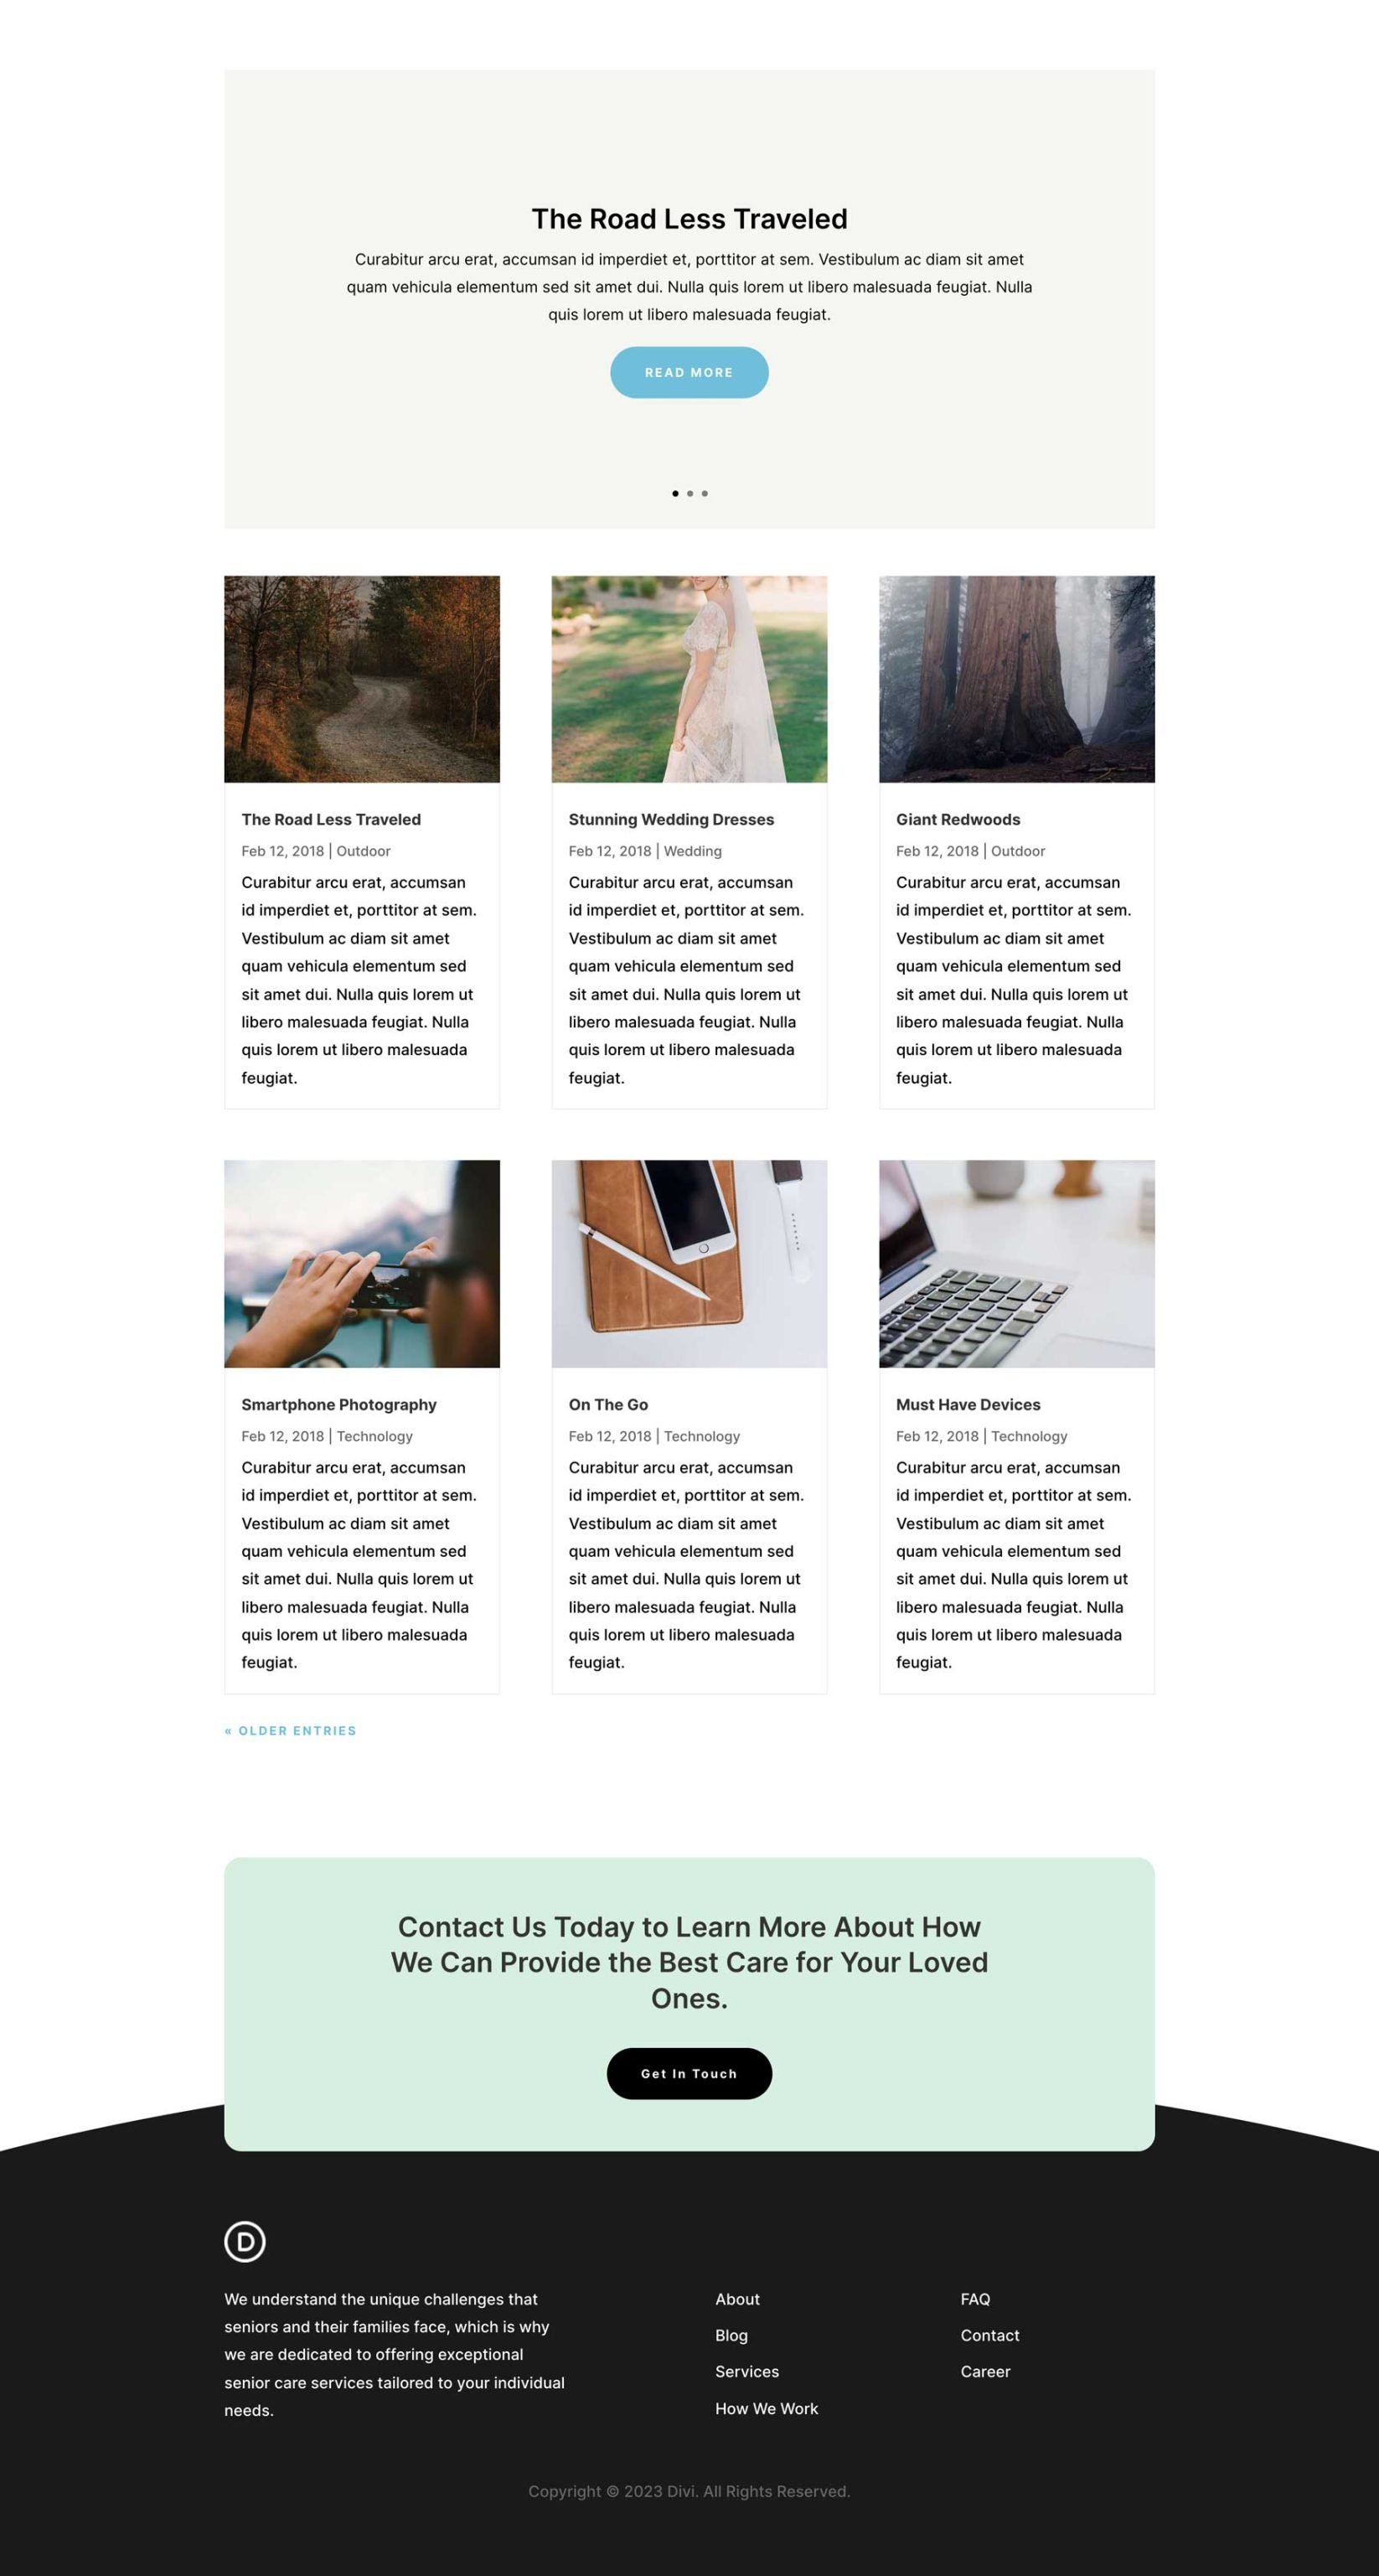 The Road Less Traveled
Curabitur arcu erat, accumsan id imperdiet et, porttitor at sem. Vestibulum ac diam sit amet
quam vehicula elementum sed sit amet dui. Nulla quis lorem ut libero malesuada feugiat. Nulla
quis lorem ut libero malesuada feugiat.
READ MORE
The Road Less Traveled
Feb 12, 2018 | Outdoor
Curabitur arcu erat, accumsan
id imperdiet et, porttitor at sem.
Vestibulum ac diam sit amet
quam vehicula elementum sed
sit amet dui. Nulla quis lorem ut
libero malesuada feugiat. Nulla
quis lorem ut libero malesuada
feugiat.
Stunning Wedding Dresses
Feb 12, 2018 | Wedding
Curabitur arcu erat, accumsan
id imperdiet et, porttitor at sem.
Vestibulum ac diam sit amet
quam vehicula elementum sed
sit amet dui. Nulla quis lorem ut
libero malesuada feugiat. Nulla
quis lorem ut libero malesuada
feugiat.
Giant Redwoods
Feb 12, 2018 | Outdoor
Curabitur arcu erat, accumsan
id imperdiet et, porttitor at sem.
Vestibulum ac diam sit amet
quam vehicula elementum sed
sit amet dui. Nulla quis lorem ut
libero malesuada feugiat. Nulla
quis lorem ut libero malesuada
feugiat.
Smartphone Photography
Feb 12, 2018 | Technology
Curabitur arcu erat, accumsan
id imperdiet et, porttitor at sem.
Vestibulum ac diam sit amet
quam vehicula elementum sed
sit amet dui. Nulla quis lorem ut
libero malesuada feugiat. Nulla
quis lorem ut libero malesuada
feugiat.
On The Go
Feb 12, 2018 | Technology
Curabitur arcu erat, accumsan
id imperdiet et, porttitor at sem.
Vestibulum ac diam sit amet
quam vehicula elementum sed
sit amet dui. Nulla quis lorem ut
libero malesuada feugiat. Nulla
quis lorem ut libero malesuada
feugiat.
Must Have Devices
Feb 12, 2018 | Technology
Curabitur arcu erat, accumsan
id imperdiet et, porttitor at sem.
Vestibulum ac diam sit amet
quam vehicula elementum sed
sit amet dui. Nulla quis lorem ut
libero malesuada feugiat. Nulla
quis lorem ut libero malesuada
feugiat.
« OLDER ENTRIES
Contact Us Today to Learn More About How
We Can Provide the Best Care for Your Loved
Ones.
Get In Touch
D
We understand the unique challenges that
seniors and their families face, which is why
we are dedicated to offering exceptional
senior care services tailored to your individual
needs.
About
Blog
Services
How We Work
FAQ
Contact
Career
Copyright © 2023 Divi. All Rights Reserved.